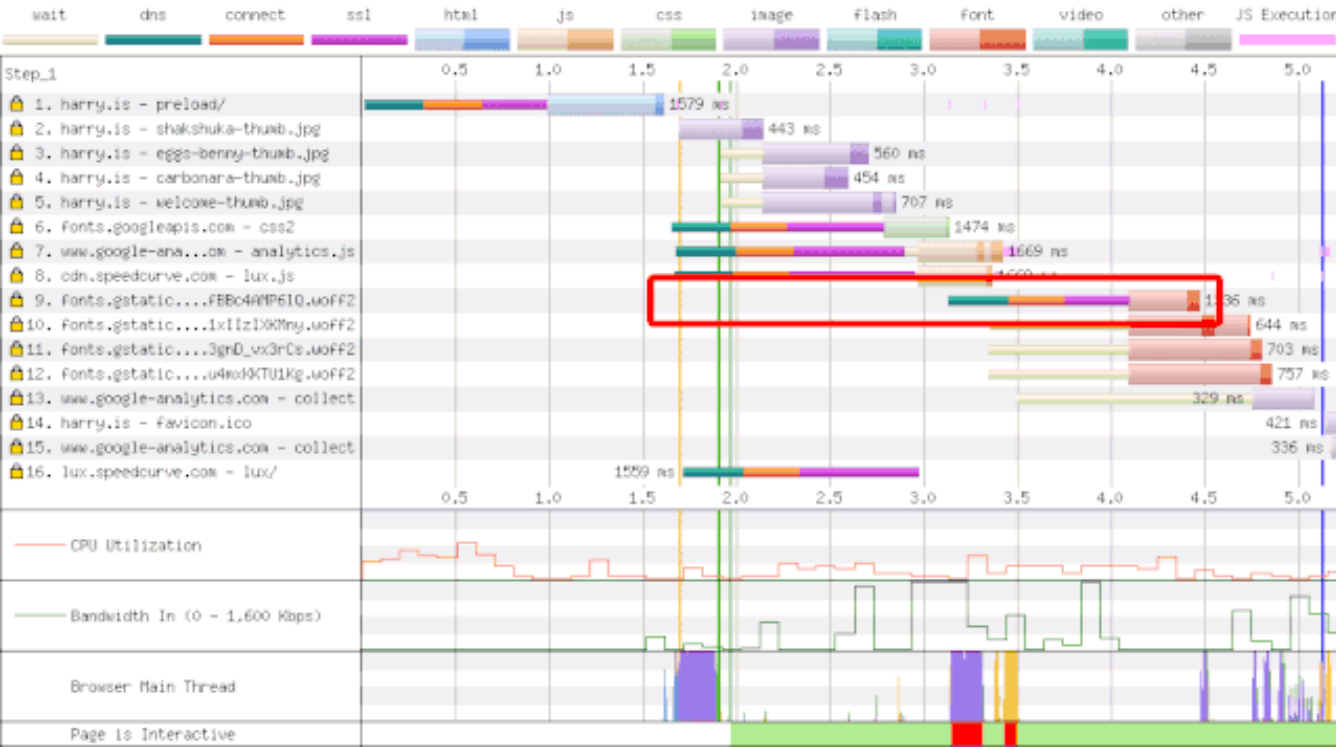 wait dns connect ssl html js css image flash font video other JS Execution
Step_1 0.5 1.0 1.5 2.0 2.5 3.0 3.5 4.0 4.5 5.0
1. harry.is - preload/ 1579 ms
2. harry.is - shakshuka-thumb.jpg 443 ms
3. harry.is - eggs-benny-thumb.jpg 560 ms
4. harry.is - carbonara-thumb.jpg 454 ms
5. harry.is - welcome-thumb.jpg 707 ms
6. fonts.googleapis.com - css2 1474 ms
7. www.google-ana...om - analytics.js 1669 ms
8. cdn.speedcurve.com - lux.js
9. fonts.gstatic....fBBc4AMP6lQ.woff2 1336 ms
10. fonts.gstatic....1xIIzIXKMny.woff2 644 ms
11. fonts.gstatic....3gnD_vx3rCs.woff2 703 ms
12. fonts.gstatic....u4mxKKTU1Kg.woff2 757 ms
13. www.google-analytics.com - collect 329 ms
14. harry.is - favicon.ico 421 ms
15. www.google-analytics.com - collect 336 ms
16. lux.speedcurve.com - lux/ 1559 ms
0.5 1.0 1.5 2.0 2.5 3.0 3.5 4.0 4.5 5.0
CPU Utilization
Bandwidth In (0 - 1,600 Kbps)
Browser Main Thread
Page is Interactive